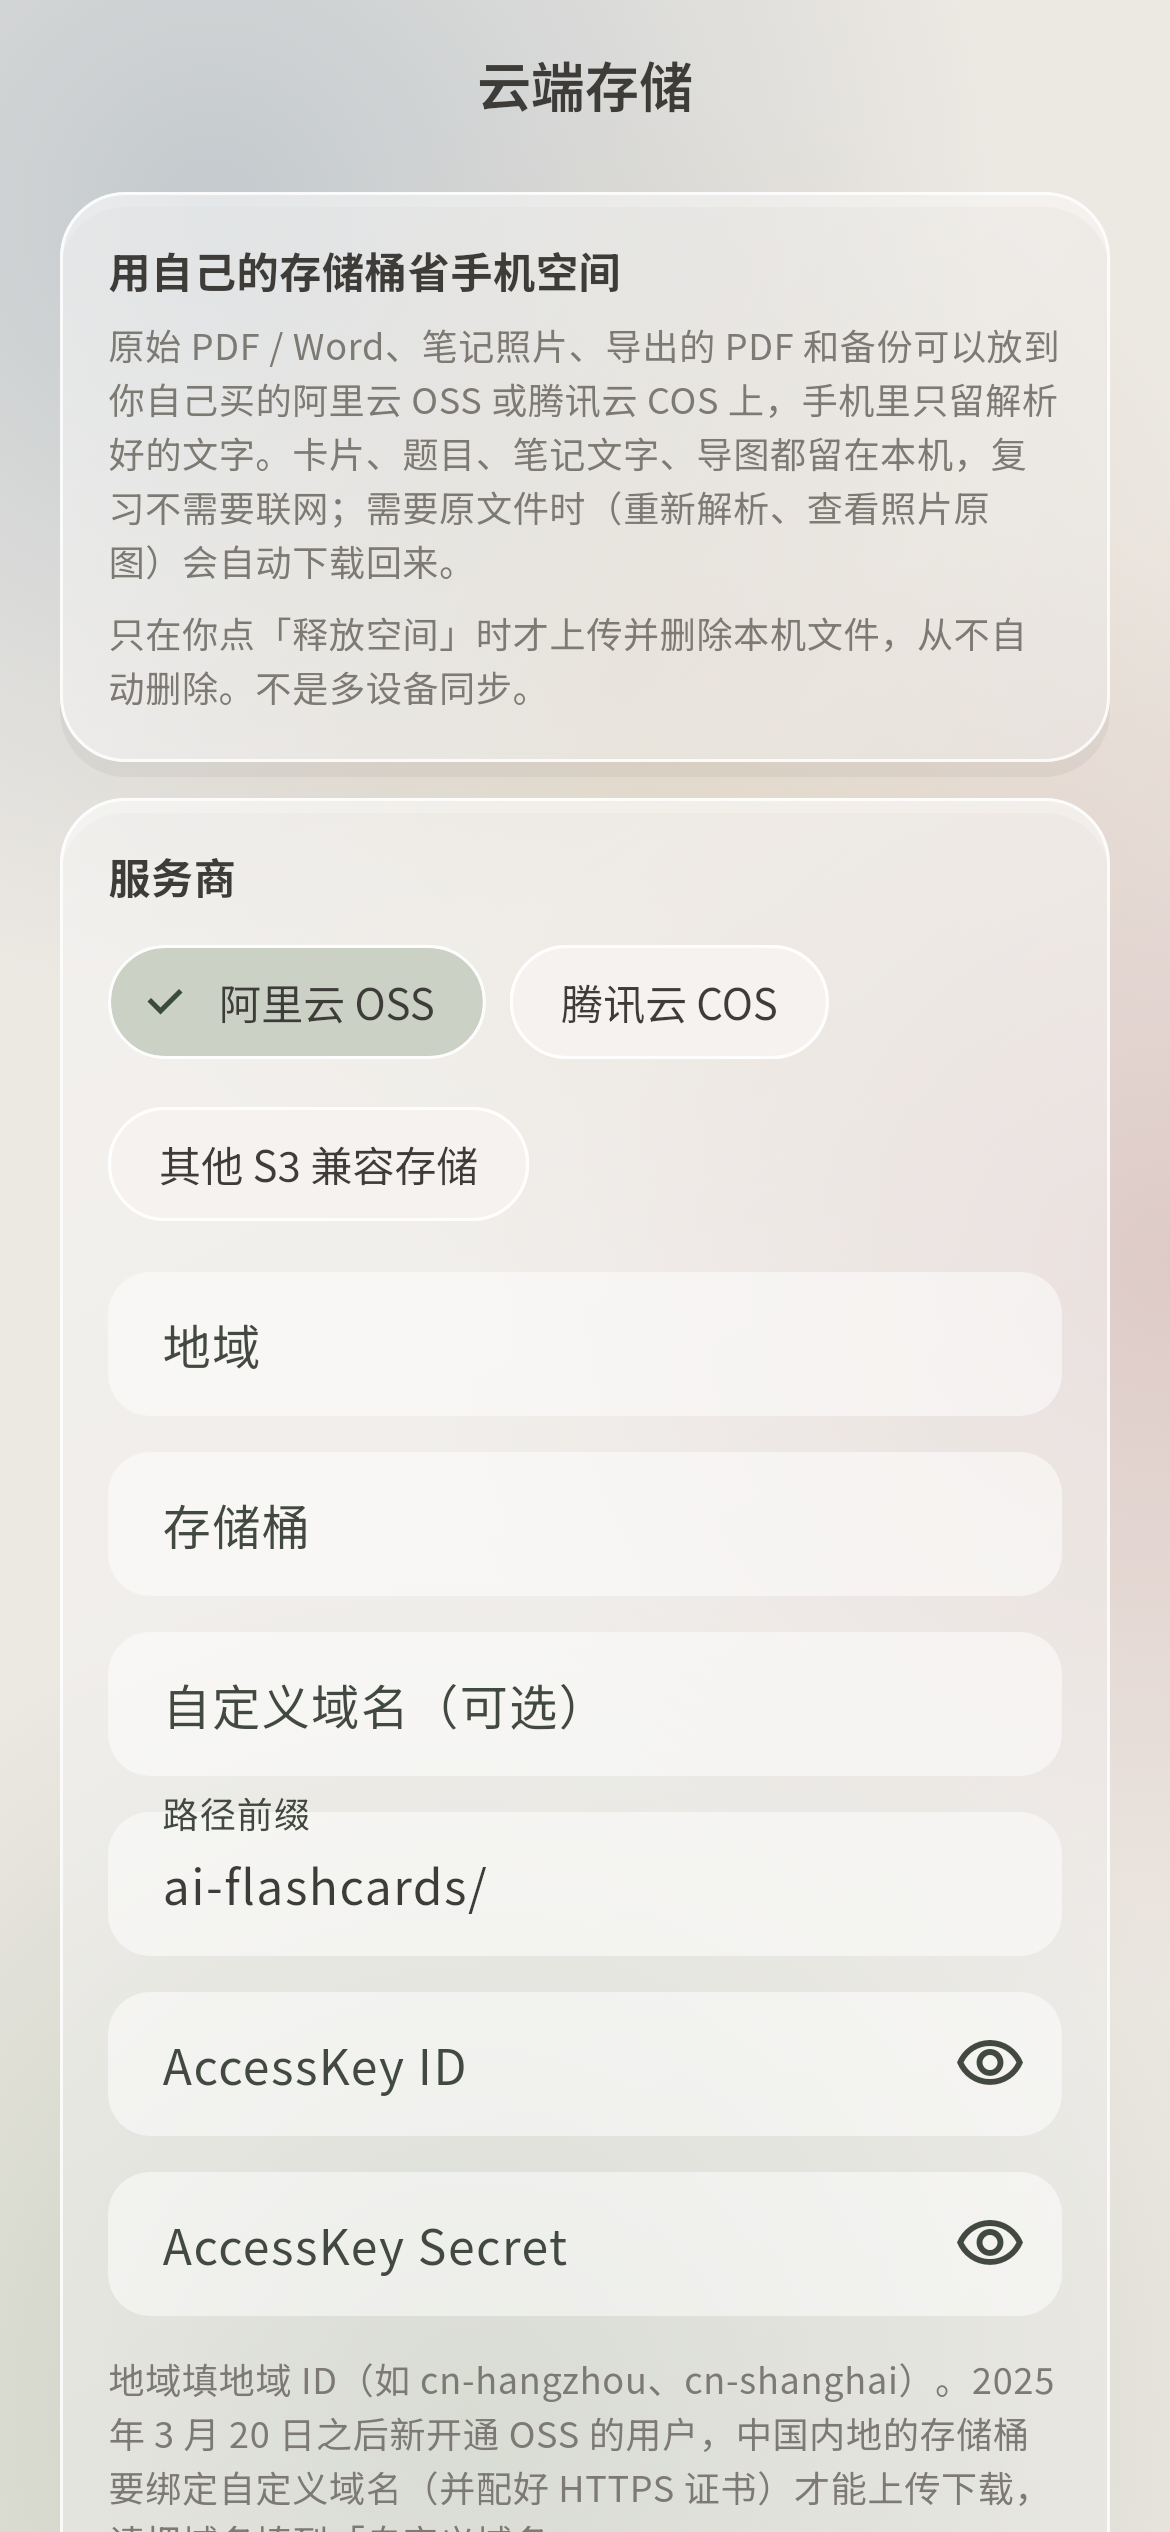 云端存储
用自己的存储桶省手机空间
原始 PDF / Word、笔记照片、导出的 PDF 和备份可以放到
你自己买的阿里云 OSS 或腾讯云 COS 上，手机里只留解析
好的文字。卡片、题目、笔记文字、导图都留在本机，复
习不需要联网；需要原文件时（重新解析、查看照片原
图）会自动下载回来。
只在你点「释放空间」时才上传并删除本机文件，从不自
动删除。不是多设备同步。
服务商
阿里云 OSS
腾讯云 COS
其他 S3 兼容存储
地域
存储桶
自定义域名（可选）
路径前缀
ai-flashcards/
AccessKey ID
AccessKey Secret
地域填地域 ID（如 cn-hangzhou、cn-shanghai）。2025
年 3 月 20 日之后新开通 OSS 的用户，中国内地的存储桶
要绑定自定义域名（并配好 HTTPS 证书）才能上传下载，